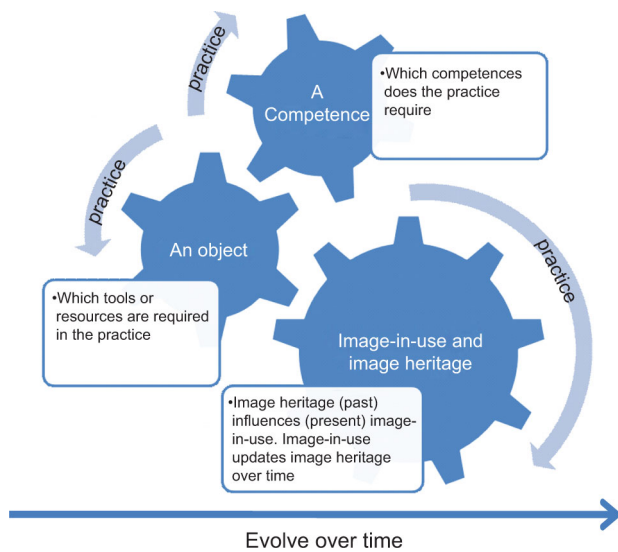 practice
A
Competence
•Which competences
does the practice
require
practice
An object
practice
•Which tools or
resources are required
in the practice
Image-in-use and
image heritage
•Image heritage (past)
influences (present) image-
in-use. Image-in-use
updates image heritage
over time
Evolve over time